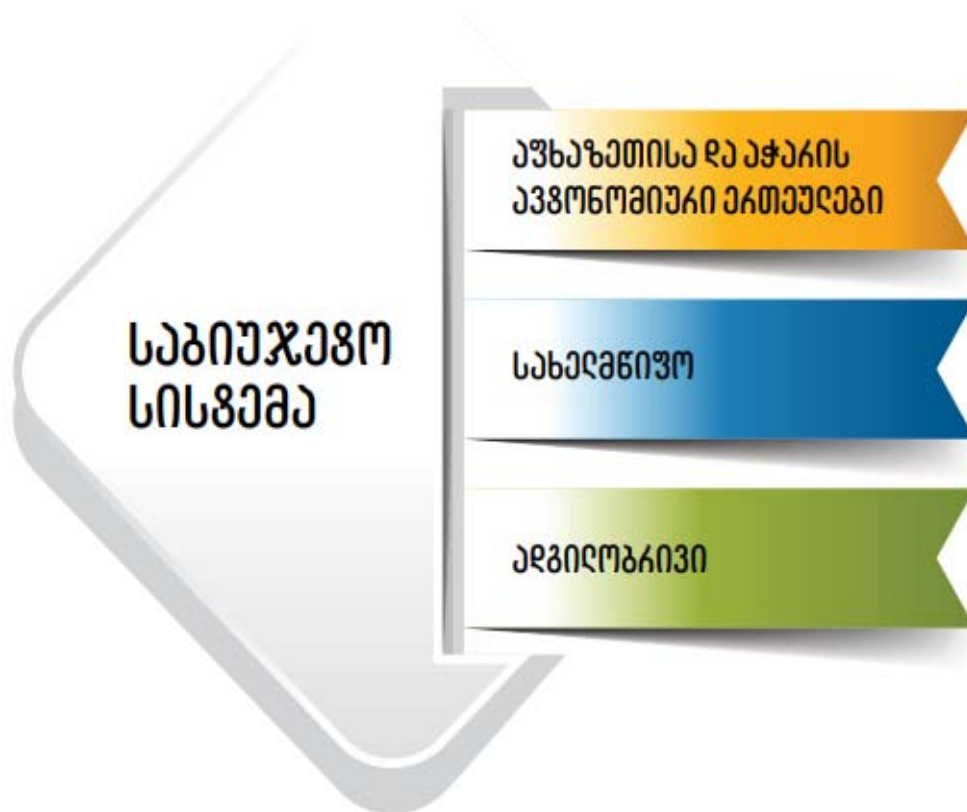 საბიუჯეტო
სისტემა
აფხაზეთისა და აჭარის
ავტონომიური ერთეულები
სახელმწიფო
ადგილობრივი